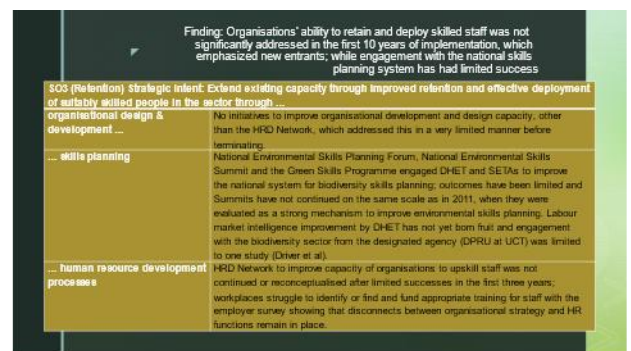 Finding: Organisations' ability to retain and deploy skilled staff was not
significantly addressed in the first 10 years of implementation, which
emphasized new entrants; while engagement with the national skills
planning system has had limited success
SO3 (Retention) Strategic Intent: Extend existing capacity through improved retention and effective deployment
of suitably skilled people in the sector through ...
organisational design &
development ...
No initiatives to improve organisational development and design capacity, other
than the HRD Network, which addressed this in a very limited manner before
terminating.
... skills planning
National Environmental Skills Planning Forum, National Environmental Skills
Summit and the Green Skills Programme engaged DHET and SETAs to improve
the national system for biodiversity skills planning; outcomes have been limited and
Summits have not continued on the same scale as in 2011, when they were
evaluated as a strong mechanism to improve environmental skills planning. Labour
market intelligence improvement by DHET has not yet born fruit and engagement
with the biodiversity sector from the designated agency (DPRU at UCT) was limited
to one study (Driver et al).
... human resource development
processes
HRD Network to improve capacity of organisations to upskill staff was not
continued or reconceptualised after limited successes in the first three years;
workplaces struggle to identify or find and fund appropriate training for staff with the
employer survey showing that disconnects between organisational strategy and HR
functions remain in place.